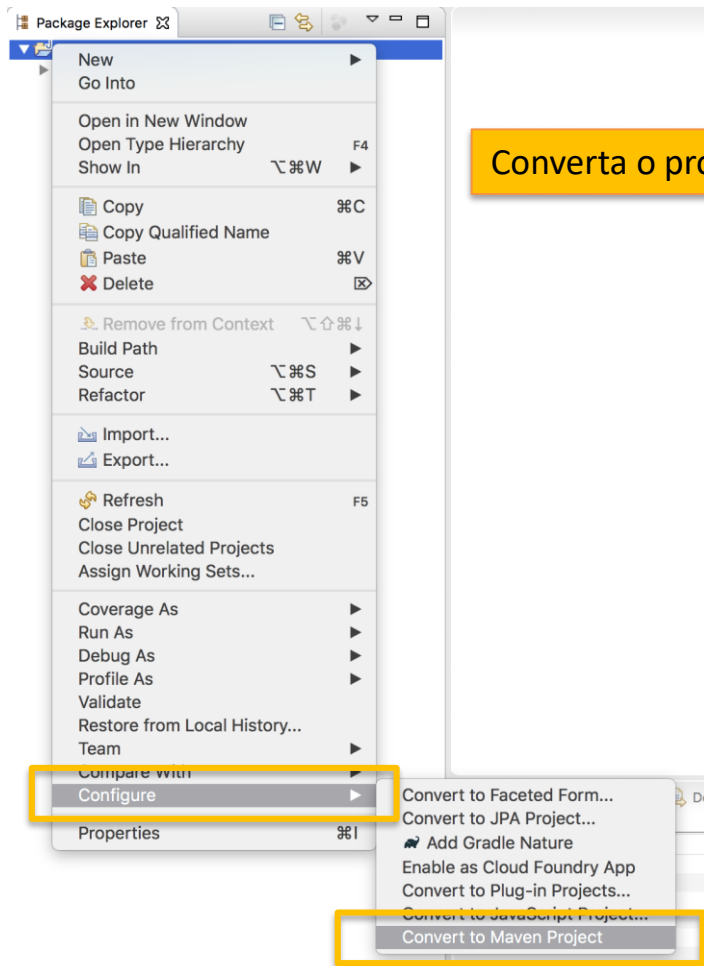 Package Explorer
New
Go Into
Open in New Window
Open Type Hierarchy F4
Show In ⌥⌘W
Copy ⌘C
Copy Qualified Name
Paste ⌘V
Delete ⌦
Remove from Context ⌥⇧⌘↓
Build Path
Source ⌥⌘S
Refactor ⌥⌘T
Import...
Export...
Refresh F5
Close Project
Close Unrelated Projects
Assign Working Sets...
Coverage As
Run As
Debug As
Profile As
Validate
Restore from Local History...
Team
Compare With
Configure
Properties ⌘I
Converta o pro
Convert to Faceted Form...
Convert to JPA Project...
Add Gradle Nature
Enable as Cloud Foundry App
Convert to Plug-in Projects...
Convert to JavaScript Project...
Convert to Maven Project